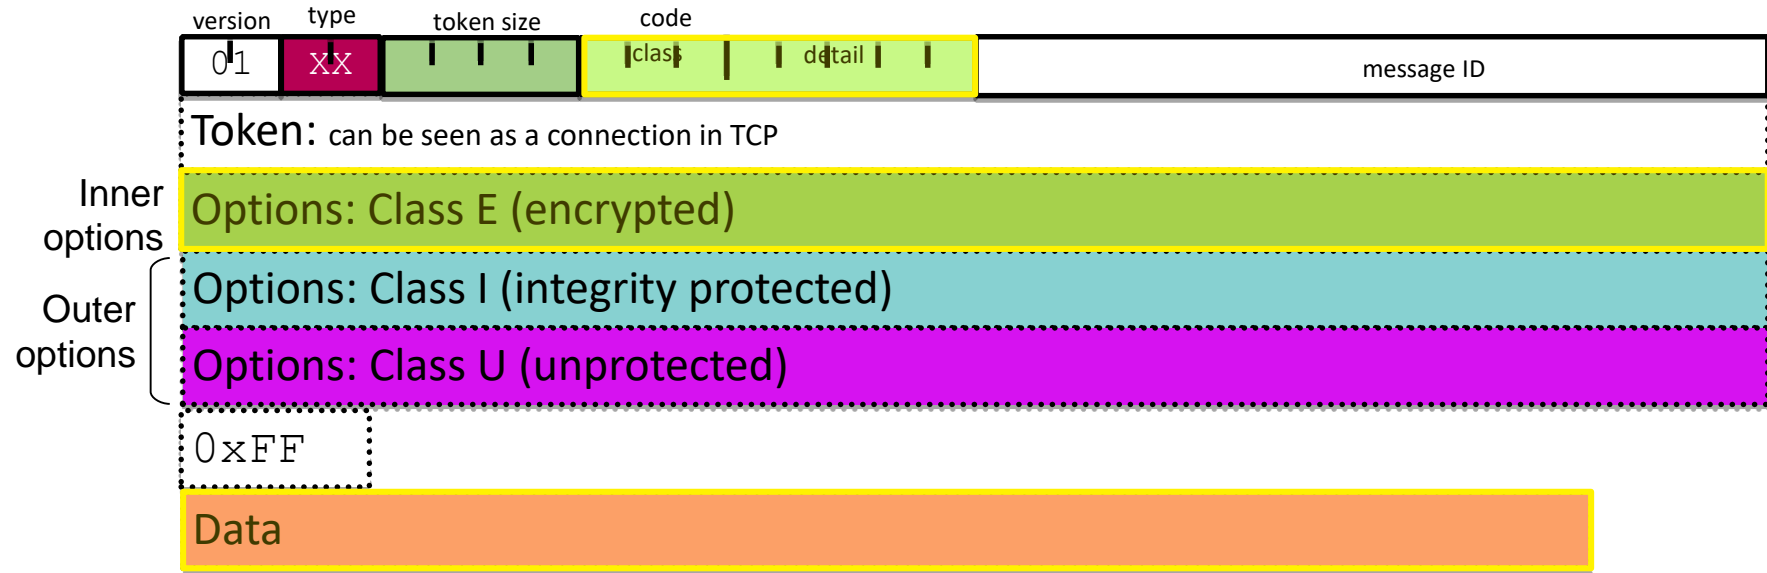 version type token size code
01 XX class detail message ID
Token: can be seen as a connection in TCP
Inner
options
Options: Class E (encrypted)
Outer
options
Options: Class I (integrity protected)
Options: Class U (unprotected)
0xFF
Data